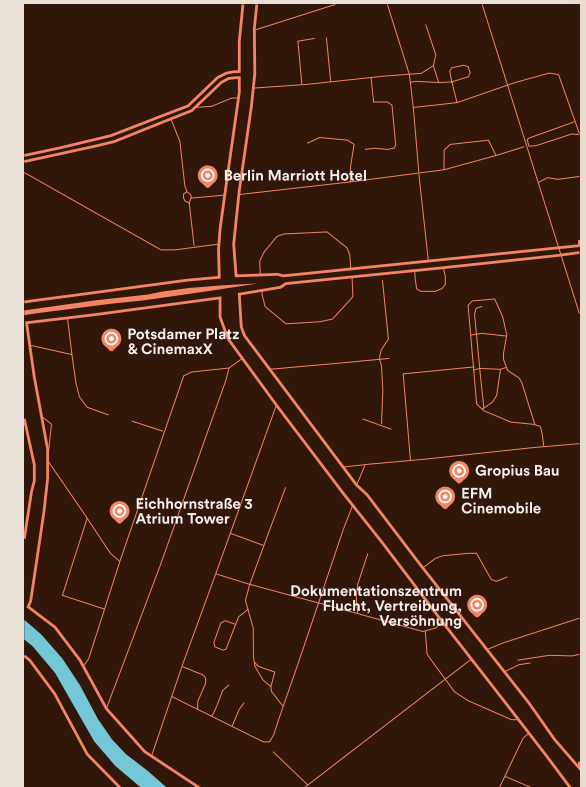 Berlin Marriott Hotel
Potsdamer Platz
& CinemaxX
Gropius Bau
EFM
Cinemobile
Eichhornstraße 3
Atrium Tower
Dokumentationszentrum
Flucht, Vertreibung,
Versöhnung